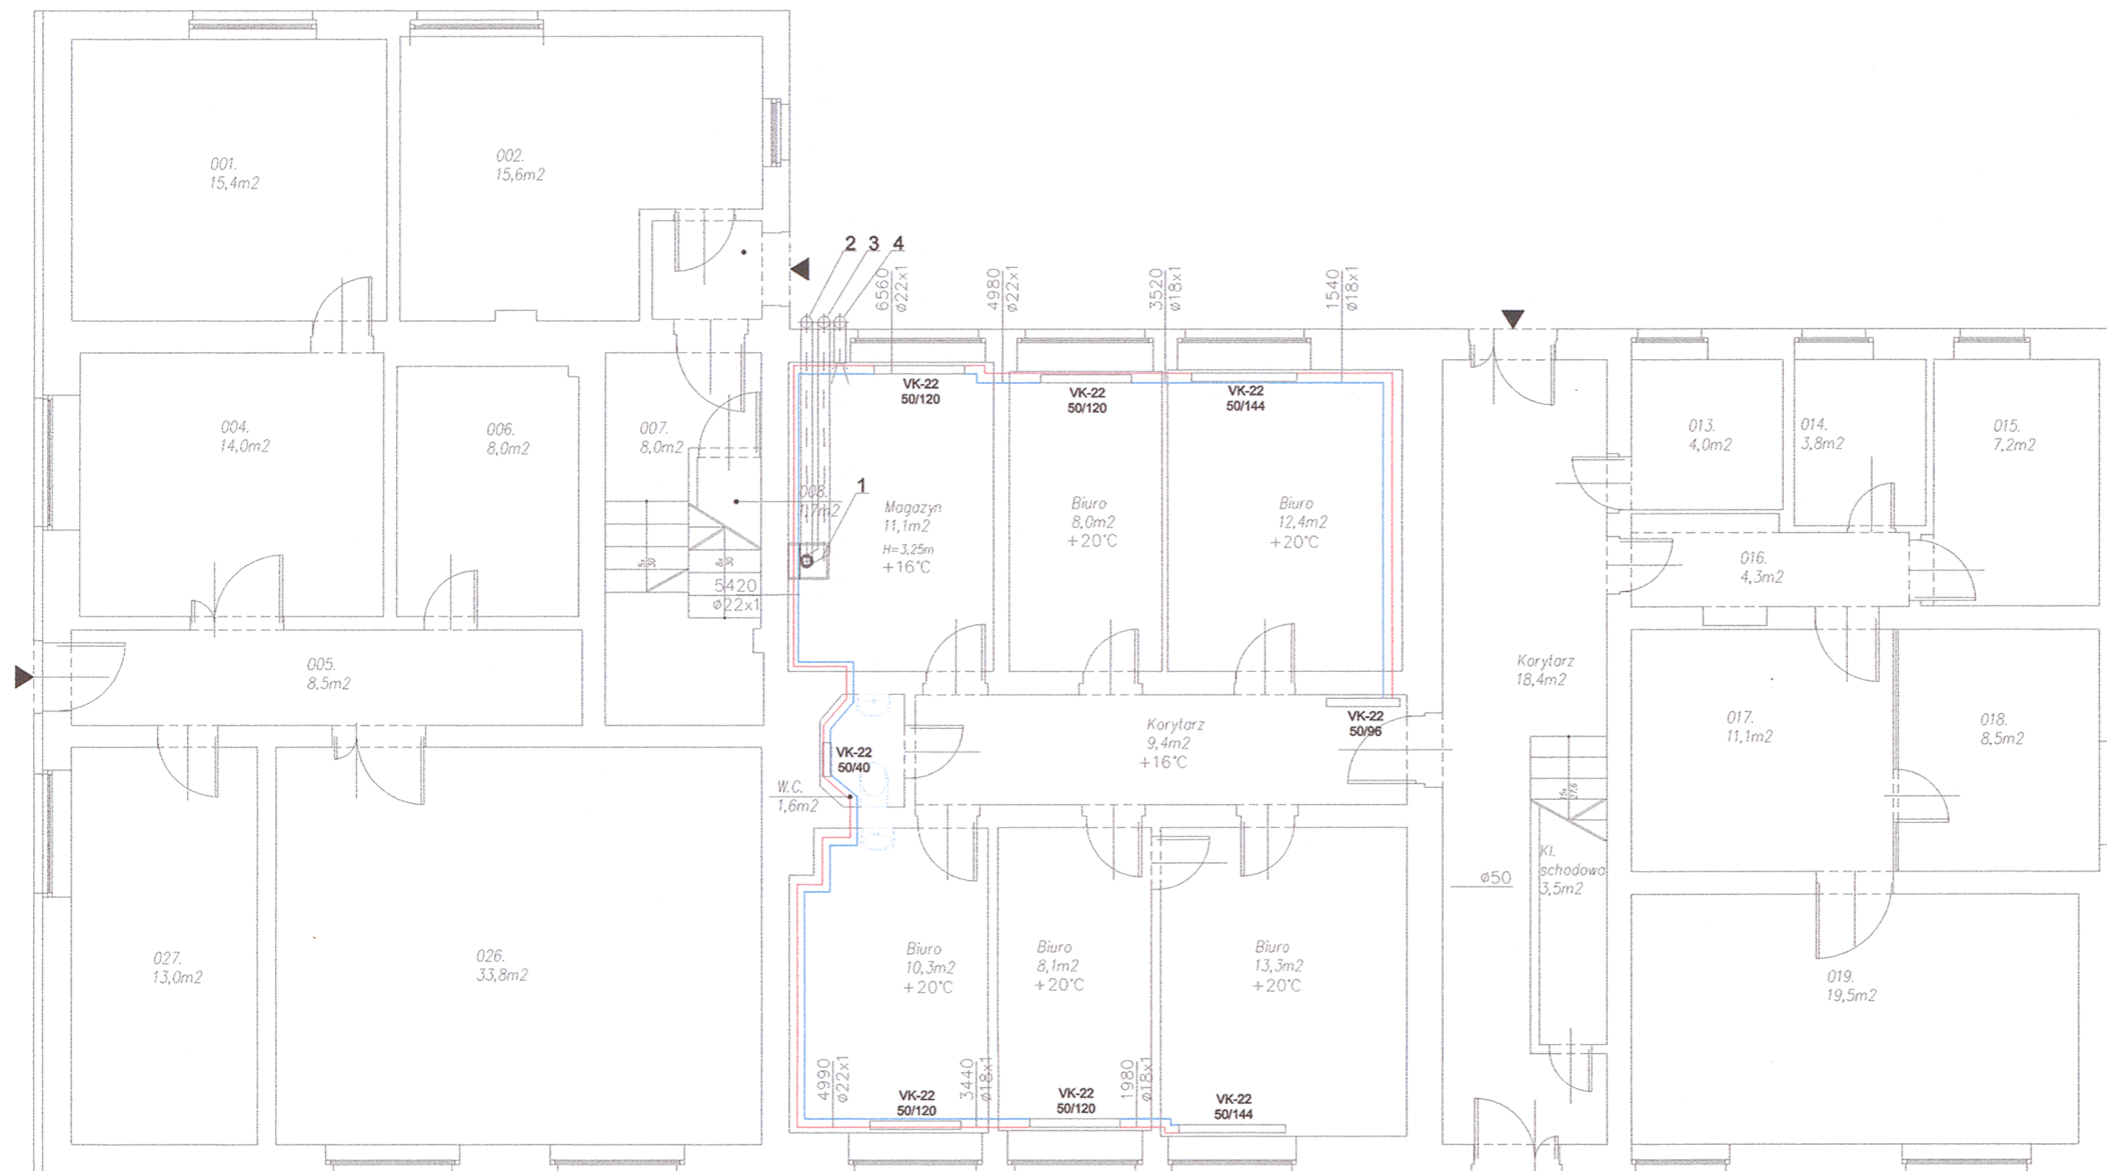 001.
15,4m2
002.
15,6m2
2 3 4
6560
ø22x1
4980
ø22x1
3520
ø18x1
1540
ø18x1
VK-22
50/120
VK-22
50/120
VK-22
50/144
004.
14,0m2
006.
8,0m2
007.
8,0m2
008.
1,7m2
1
Magazyn
11,1m2
H=3,25m
+16°C
Biuro
8,0m2
+20°C
Biuro
12,4m2
+20°C
013.
4,0m2
014.
3,8m2
015.
7,2m2
016.
4,3m2
5x
30
8x
30
5420
ø22x1
005.
8,5m2
Korytarz
18,4m2
VK-22
50/96
Korytarz
9,4m2
+16°C
VK-22
50/40
W.C.
1,6m2
017.
11,1m2
018.
8,5m2
15x
27,6
Kl.
schodowa
3,5m2
ø50
027.
13,0m2
026.
33,8m2
Biuro
10,3m2
+20°C
Biuro
8,1m2
+20°C
Biuro
13,3m2
+20°C
019.
19,5m2
4990
ø22x1
3440
ø18x1
1980
ø18x1
VK-22
50/120
VK-22
50/120
VK-22
50/144